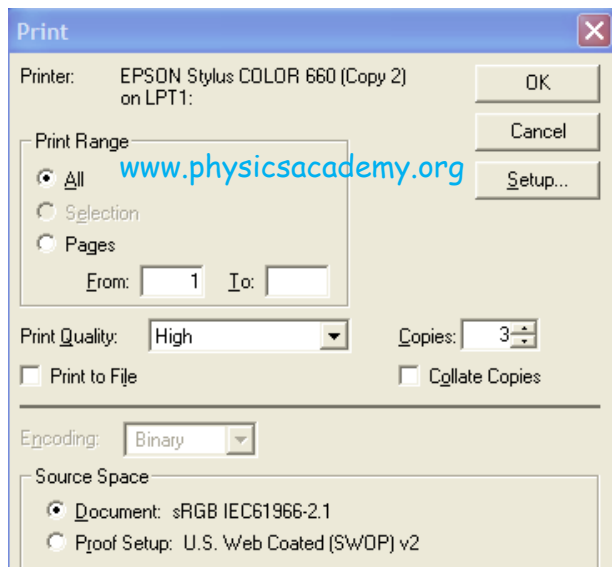 Print
Printer: EPSON Stylus COLOR 660 (Copy 2)
on LPT1:
OK
Cancel
Setup...
Print Range
www.physicsacademy.org
All
Selection
Pages
From: 1 To:
Print Quality: High
Copies: 3
Print to File
Collate Copies
Encoding: Binary
Source Space
Document: sRGB IEC61966-2.1
Proof Setup: U.S. Web Coated (SWOP) v2